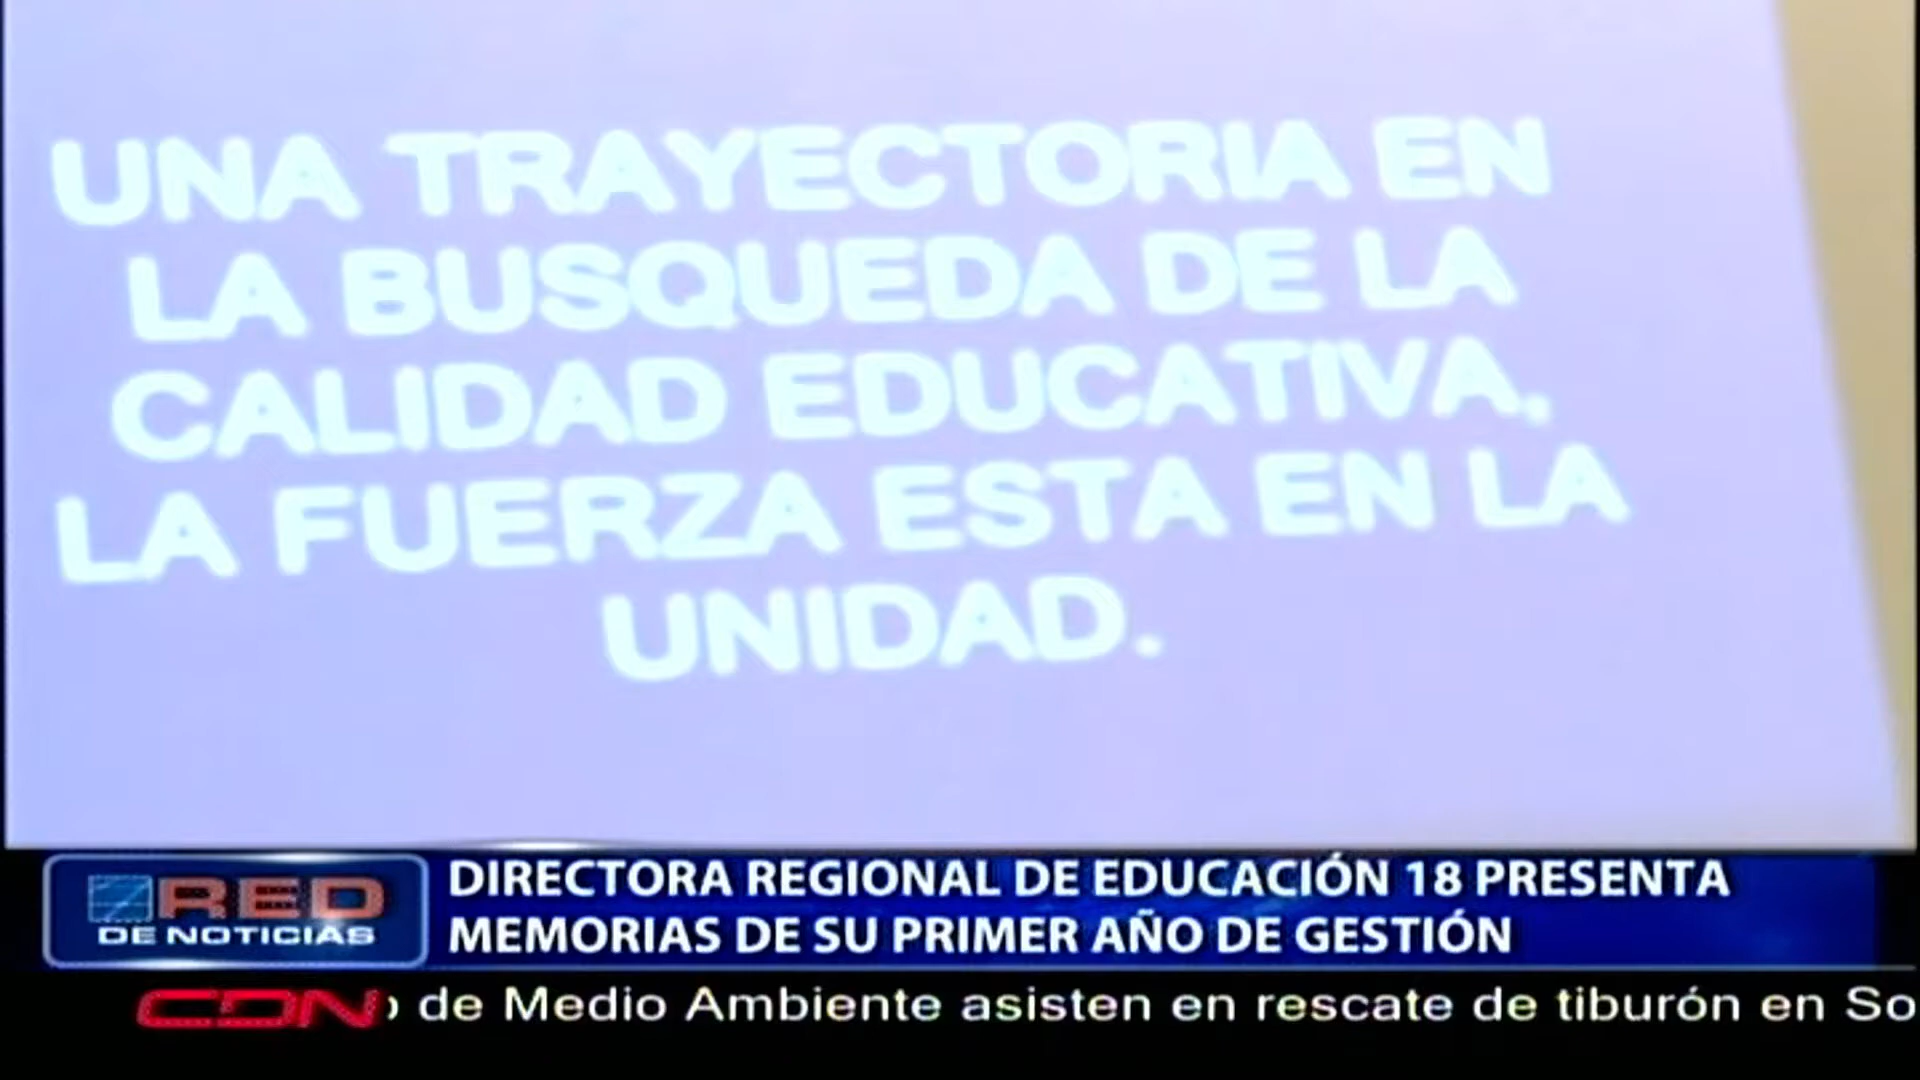 UNA TRAYECTORIA EN
LA BUSQUEDA DE LA
CALIDAD EDUCATIVA,
LA FUERZA ESTA EN LA
UNIDAD.
RED
DE NOTICIAS
DIRECTORA REGIONAL DE EDUCACIÓN 18 PRESENTA
MEMORIAS DE SU PRIMER AÑO DE GESTIÓN
CDN
de Medio Ambiente asisten en rescate de tiburón en So